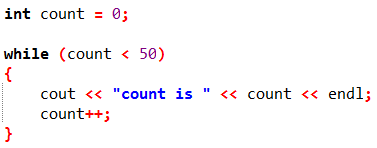 int count = 0;
while (count < 50)
{
    cout << "count is " << count << endl;
    count++;
}